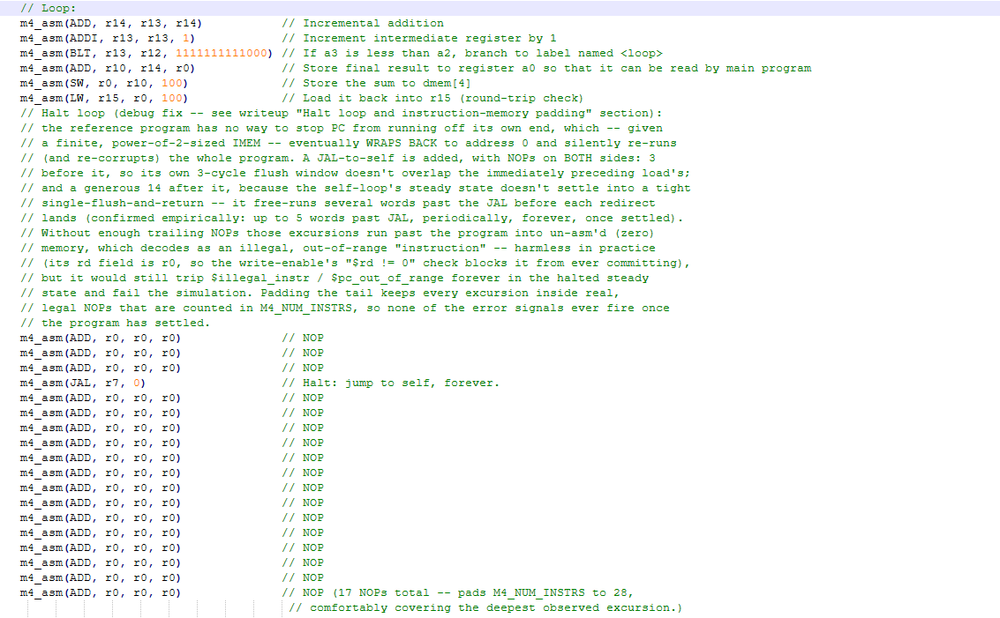 // Loop:
m4_asm(ADD, r14, r13, r14)           // Incremental addition
m4_asm(ADDI, r13, r13, 1)            // Increment intermediate register by 1
m4_asm(BLT, r13, r12, 1111111111000) // If a3 is less than a2, branch to label named <loop>
m4_asm(ADD, r10, r14, r0)            // Store final result to register a0 so that it can be read by main program
m4_asm(SW, r0, r10, 100)             // Store the sum to dmem[4]
m4_asm(LW, r15, r0, 100)             // Load it back into r15 (round-trip check)
// Halt loop (debug fix -- see writeup "Halt loop and instruction-memory padding" section):
// the reference program has no way to stop PC from running off its own end, which -- given
// a finite, power-of-2-sized IMEM -- eventually WRAPS BACK to address 0 and silently re-runs
// (and re-corrupts) the whole program. A JAL-to-self is added, with NOPs on BOTH sides: 3
// before it, so its own 3-cycle flush window doesn't overlap the immediately preceding load's;
// and a generous 14 after it, because the self-loop's steady state doesn't settle into a tight
// single-flush-and-return -- it free-runs several words past the JAL before each redirect
// lands (confirmed empirically: up to 5 words past JAL, periodically, forever, once settled).
// Without enough trailing NOPs those excursions run past the program into un-asm'd (zero)
// memory, which decodes as an illegal, out-of-range "instruction" -- harmless in practice
// (its rd field is r0, so the write-enable's "$rd != 0" check blocks it from ever committing),
// but it would still trip $illegal_instr / $pc_out_of_range forever in the halted steady
// state and fail the simulation. Padding the tail keeps every excursion inside real,
// legal NOPs that are counted in M4_NUM_INSTRS, so none of the error signals ever fire once
// the program has settled.
m4_asm(ADD, r0, r0, r0)              // NOP
m4_asm(ADD, r0, r0, r0)              // NOP
m4_asm(ADD, r0, r0, r0)              // NOP
m4_asm(JAL, r7, 0)                   // Halt: jump to self, forever.
m4_asm(ADD, r0, r0, r0)              // NOP
m4_asm(ADD, r0, r0, r0)              // NOP
m4_asm(ADD, r0, r0, r0)              // NOP
m4_asm(ADD, r0, r0, r0)              // NOP
m4_asm(ADD, r0, r0, r0)              // NOP
m4_asm(ADD, r0, r0, r0)              // NOP
m4_asm(ADD, r0, r0, r0)              // NOP
m4_asm(ADD, r0, r0, r0)              // NOP
m4_asm(ADD, r0, r0, r0)              // NOP
m4_asm(ADD, r0, r0, r0)              // NOP
m4_asm(ADD, r0, r0, r0)              // NOP
m4_asm(ADD, r0, r0, r0)              // NOP
m4_asm(ADD, r0, r0, r0)              // NOP
m4_asm(ADD, r0, r0, r0)              // NOP (17 NOPs total -- pads M4_NUM_INSTRS to 28,
// comfortably covering the deepest observed excursion.)